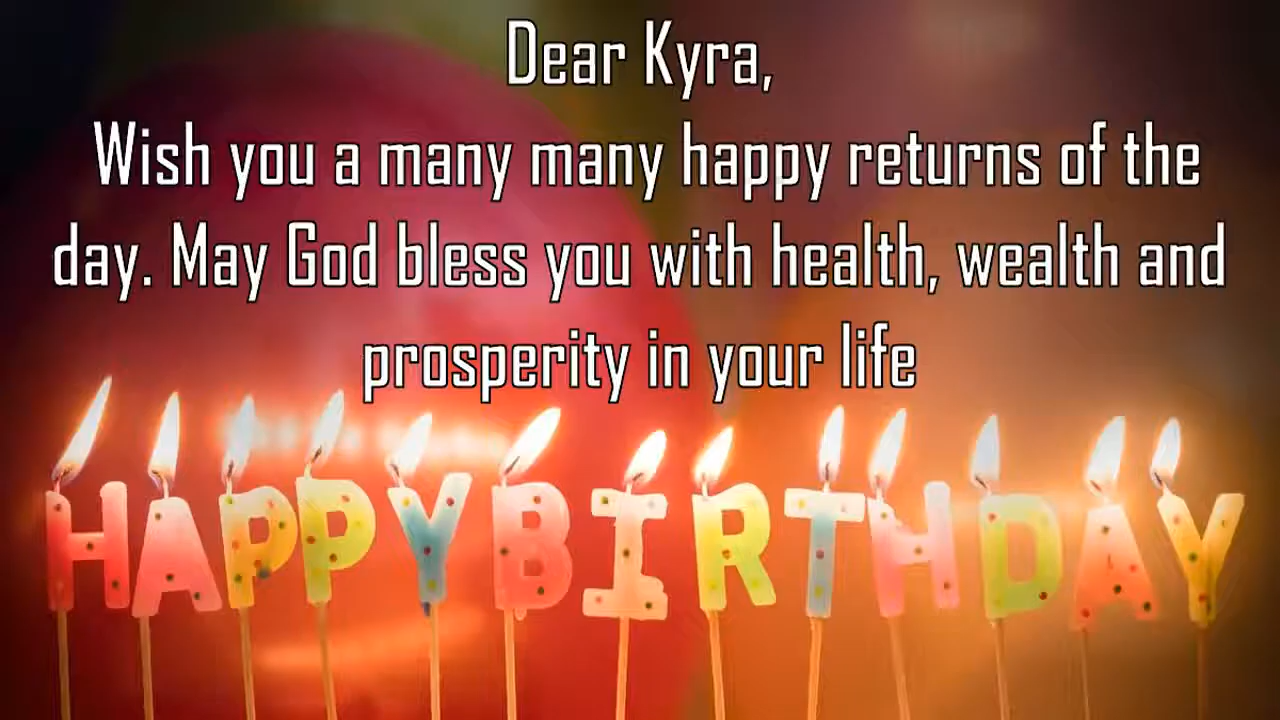 Dear Kyra,
Wish you a many many happy returns of the
day. May God bless you with health, wealth and
prosperity in your life
HAPPYBIRTHDAY